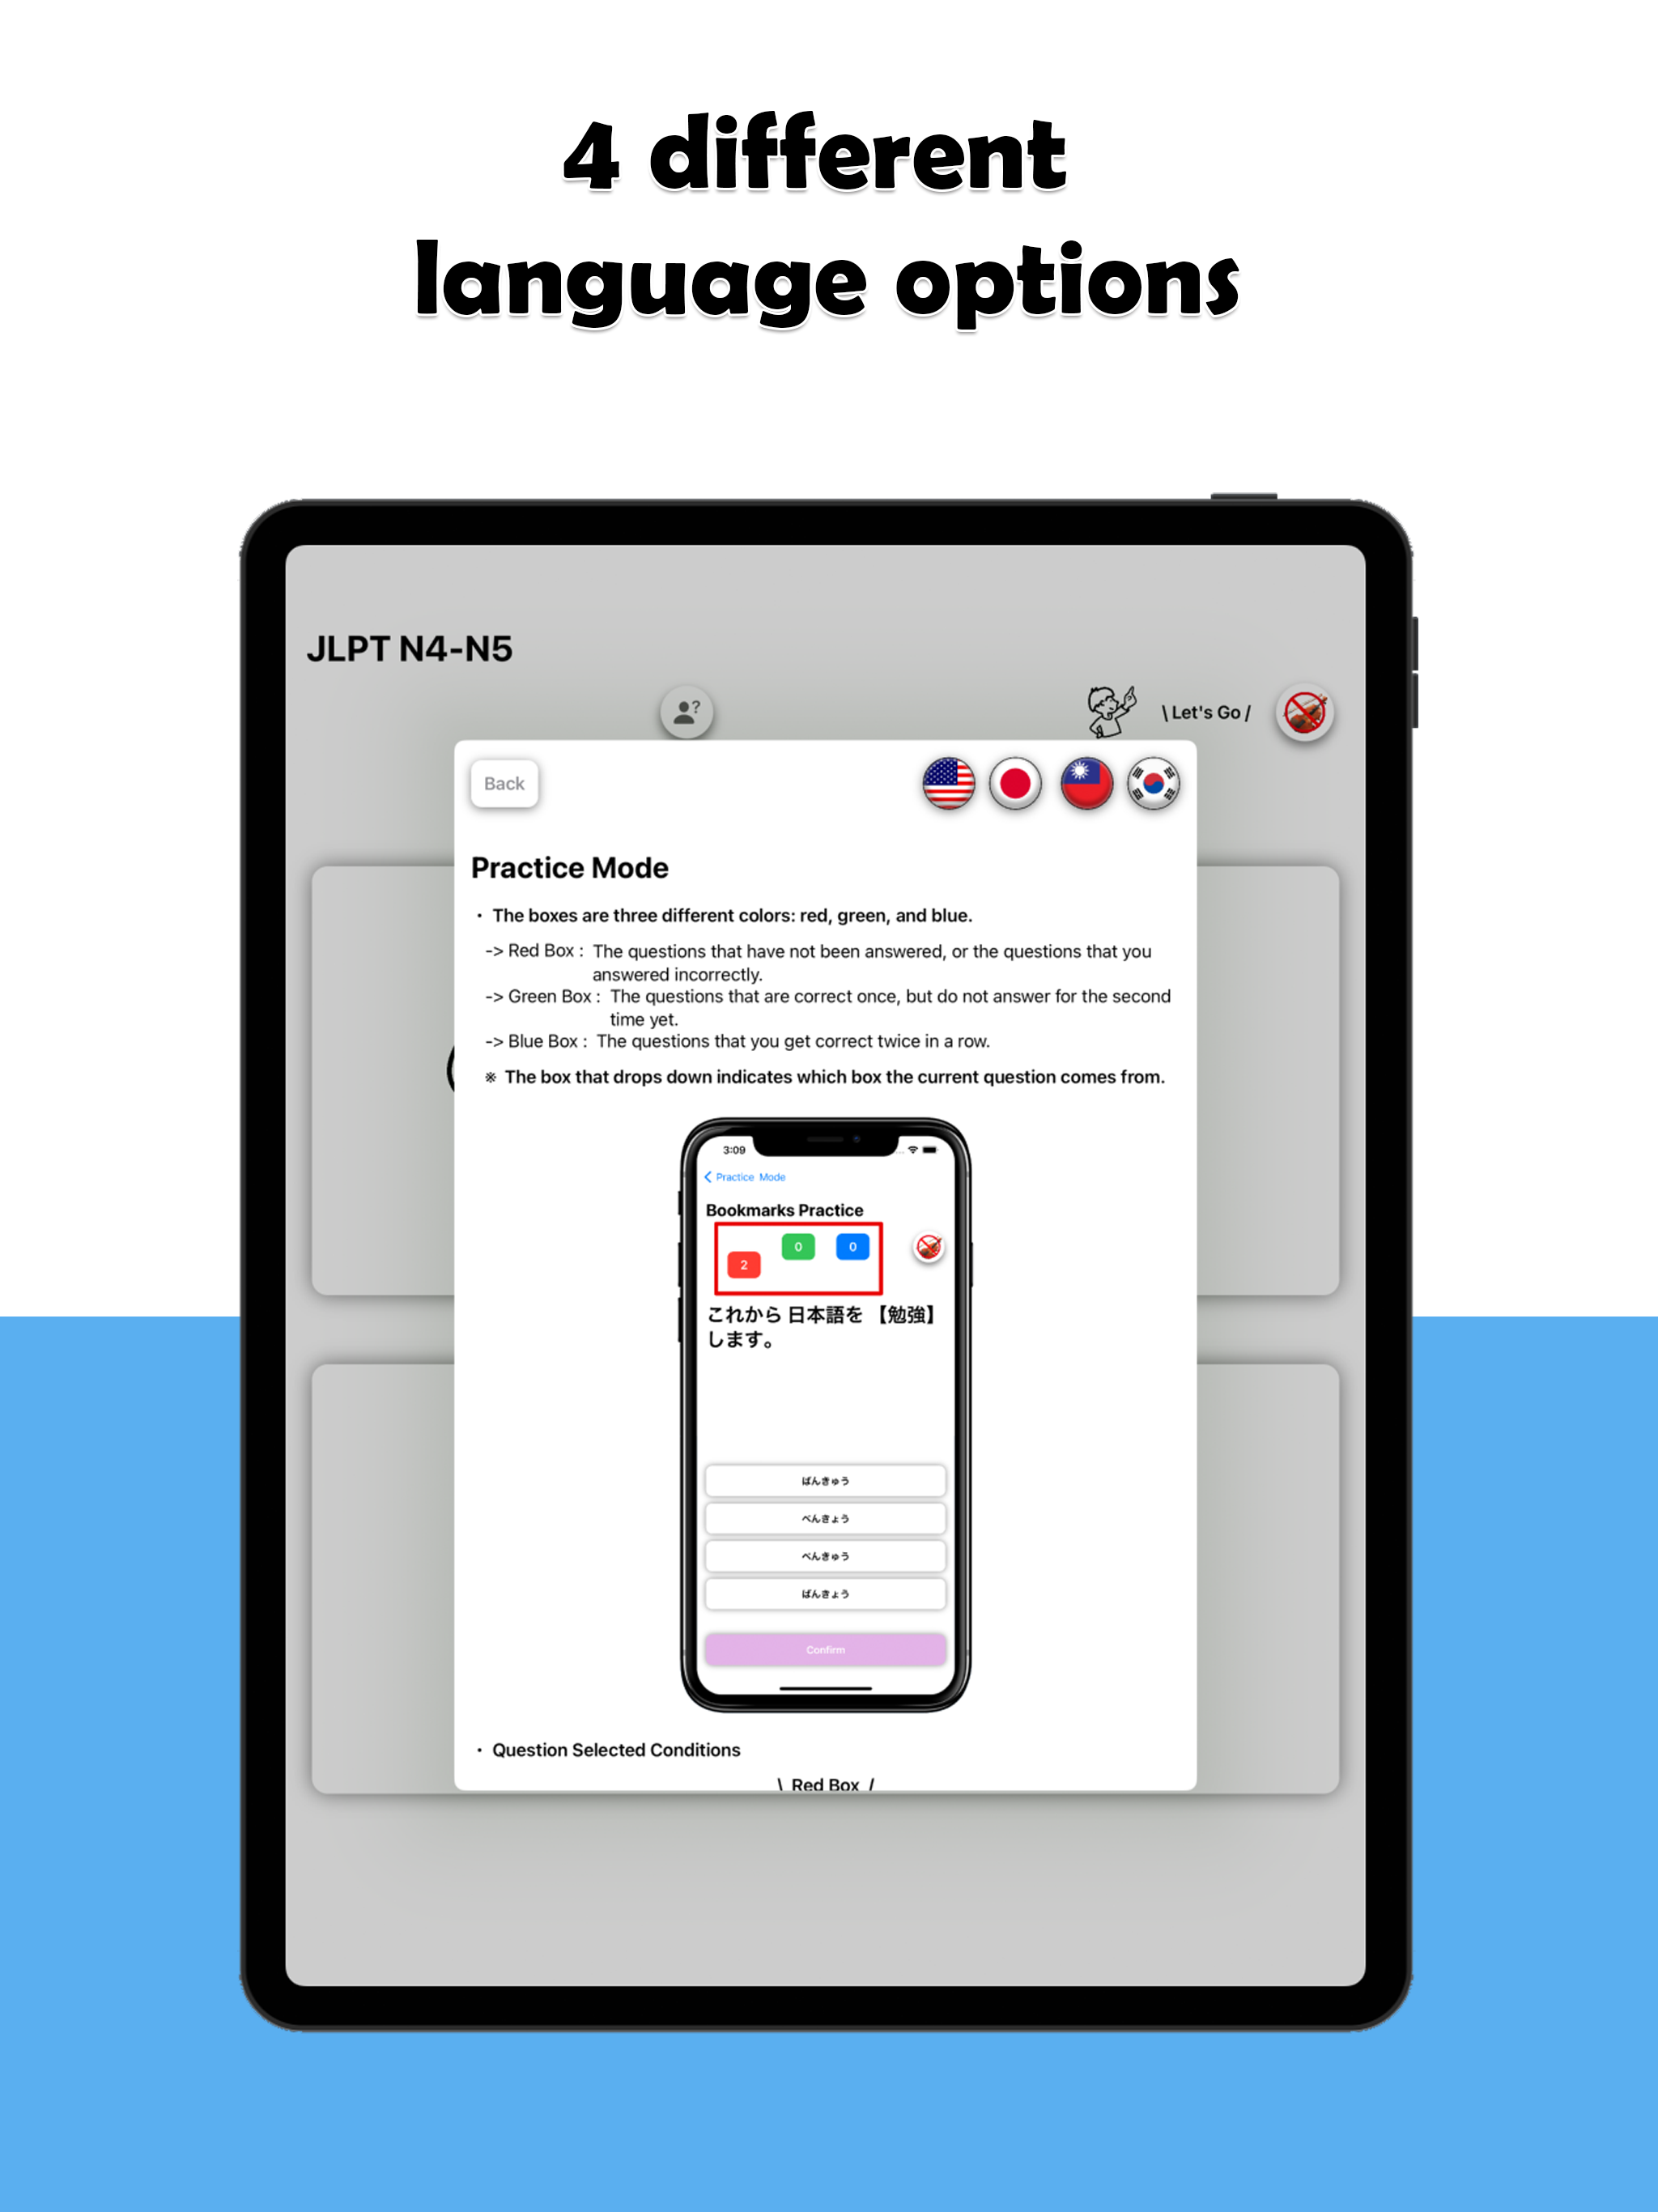 4 different
language options
JLPT N4-N5
\ Let's Go /
Back
Practice Mode
・ The boxes are three different colors: red, green, and blue.
-> Red Box : The questions that have not been answered, or the questions that you
answered incorrectly.
-> Green Box : The questions that are correct once, but do not answer for the second
time yet.
-> Blue Box : The questions that you get correct twice in a row.
※ The box that drops down indicates which box the current question comes from.
3:09
Practice Mode
Bookmarks Practice
2 0 0
これから 日本語を 【勉強】
します。
ばんきゅう
べんきょう
べんきゅう
ばんきょう
Confirm
・ Question Selected Conditions
\ Red Box /